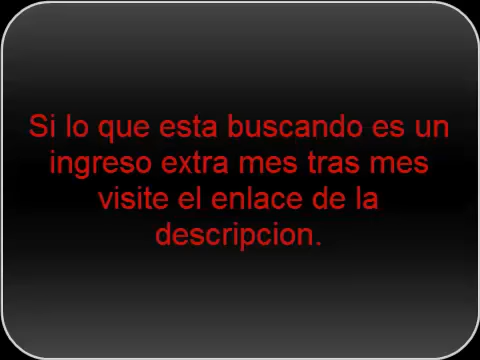 Si lo que esta buscando es un
ingreso extra mes tras mes
visite el enlace de la
descripcion.